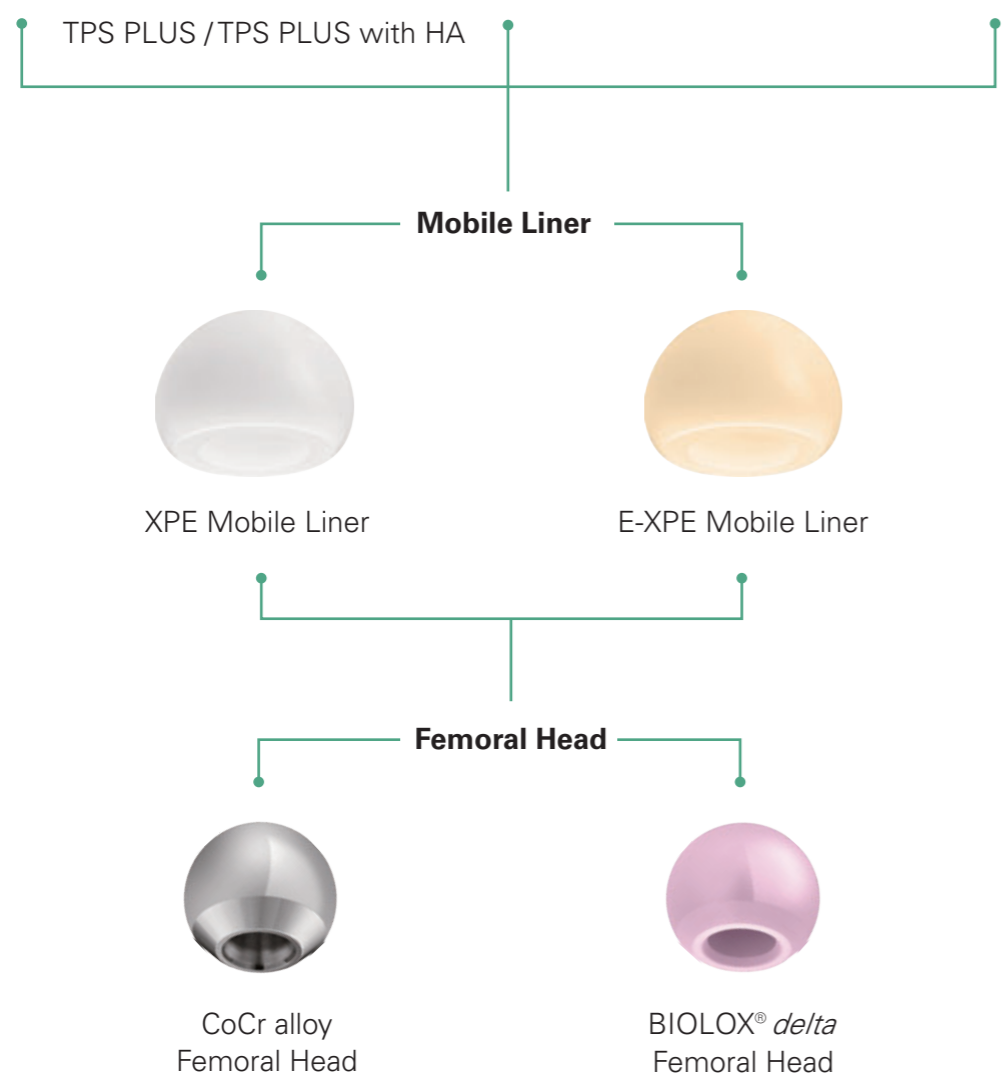 TPS PLUS / TPS PLUS with HA
Mobile Liner
XPE Mobile Liner
E-XPE Mobile Liner
Femoral Head
CoCr alloy
Femoral Head
BIOLOX® delta
Femoral Head